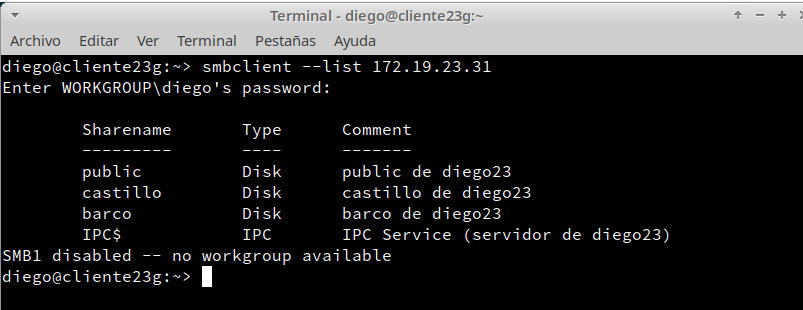 Terminal - diego@cliente23g:~
Archivo Editar Ver Terminal Pestañas Ayuda
diego@cliente23g:~> smbclient --list 172.19.23.31
Enter WORKGROUP\diego's password:
Sharename Type Comment
--------- ---- -------
public Disk public de diego23
castillo Disk castillo de diego23
barco Disk barco de diego23
IPC$ IPC IPC Service (servidor de diego23)
SMB1 disabled -- no workgroup available
diego@cliente23g:~>